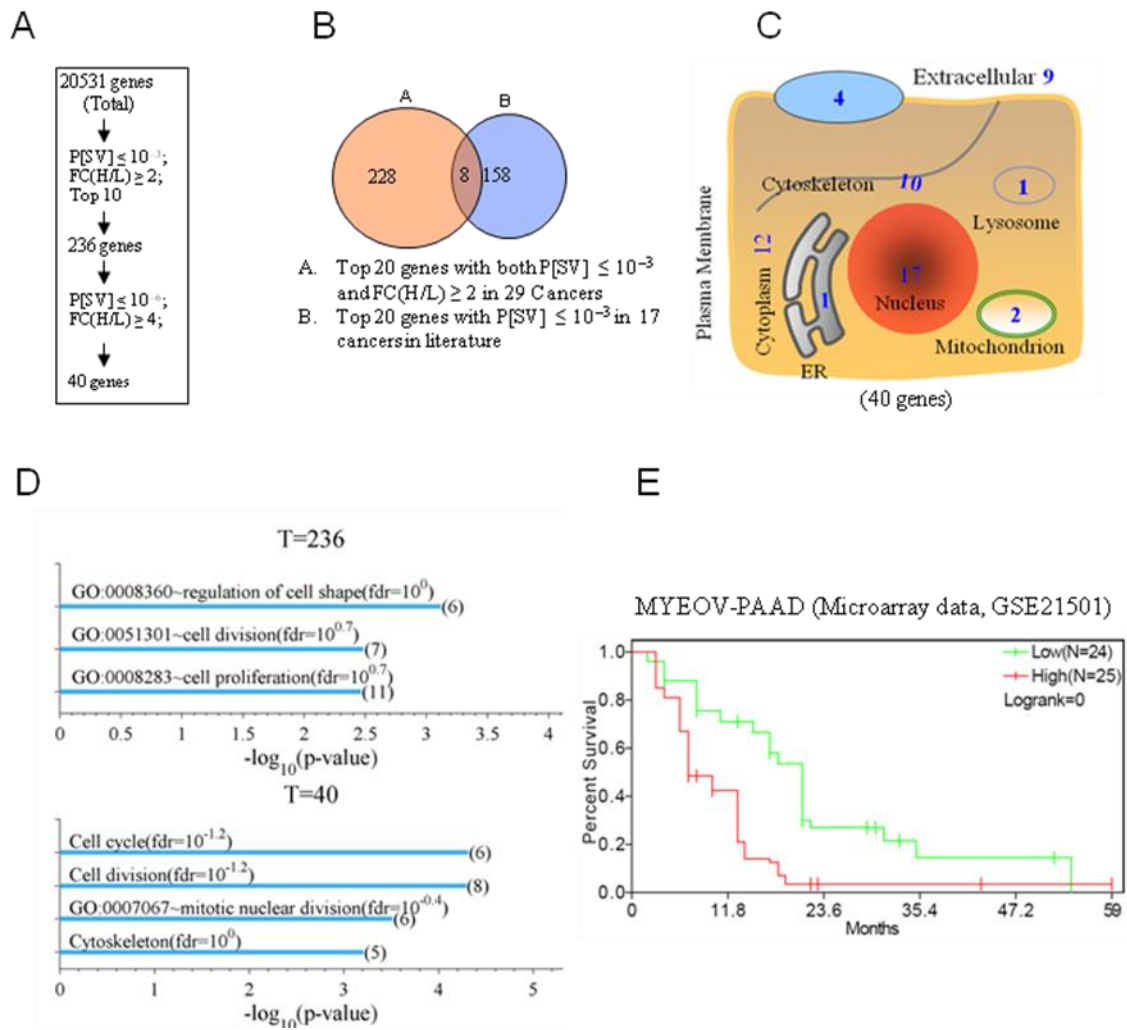 A
20531 genes
(Total)
P[SV] ≤ 10⁻³;
FC(H/L) ≥ 2;
Top 10
236 genes
P[SV] ≤ 10⁻⁶;
FC(H/L) ≥ 4;
40 genes
B
A
B
228
8
158
A. Top 20 genes with both P[SV] ≤ 10⁻³
and FC(H/L) ≥ 2 in 29 Cancers
B. Top 20 genes with P[SV] ≤ 10⁻³ in 17
cancers in literature
C
Extracellular 9
4
Cytoskeleton 10
1
Lysosome
Plasma Membrane
Cytoplasm 12
1
ER
17
Nucleus
2
Mitochondrion
(40 genes)
D
T=236
GO:0008360~regulation of cell shape(fdr=10⁰)
(6)
GO:0051301~cell division(fdr=10⁰·⁷)
(7)
GO:0008283~cell proliferation(fdr=10⁰·⁷)
(11)
0 0.5 1 1.5 2 2.5 3 3.5 4
-log₁₀(p-value)
T=40
Cell cycle(fdr=10⁻¹·²)
(6)
Cell division(fdr=10⁻¹·²)
(8)
GO:0007067~mitotic nuclear division(fdr=10⁻⁰·⁴)
(6)
Cytoskeleton(fdr=10⁰)
(5)
0 1 2 3 4 5
-log₁₀(p-value)
E
MYEOV-PAAD (Microarray data, GSE21501)
Low(N=24)
High(N=25)
Logrank=0
Percent Survival
1.0
0.8
0.6
0.4
0.2
0.0
0 11.8 23.6 35.4 47.2 59
Months